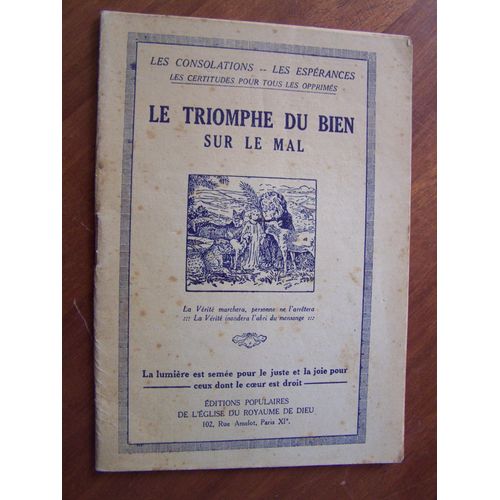 LES CONSOLATIONS -- LES ESPÉRANCES
LES CERTITUDES POUR TOUS LES OPPRIMÉS
LE TRIOMPHE DU BIEN
SUR LE MAL
La Vérité marchera, personne ne l'arrêtera
::: La Vérité inondera l'abri du mensonge :::
La lumière est semée pour le juste et la joie pour
ceux dont le cœur est droit
ÉDITIONS POPULAIRES
DE L'ÉGLISE DU ROYAUME DE DIEU
102, Rue Amelot, Paris XIe.